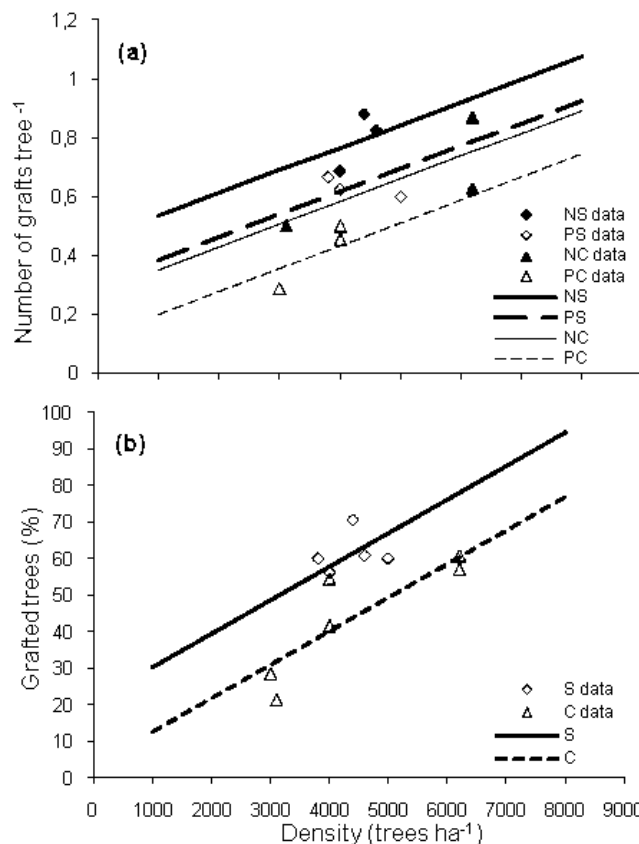 (a)
Number of grafts tree⁻¹
1,2
1
0,8
0,6
0,4
0,2
0
NS data
PS data
NC data
PC data
NS
PS
NC
PC
(b)
Grafted trees (%)
100
90
80
70
60
50
40
30
20
10
0
S data
C data
S
C
0 1000 2000 3000 4000 5000 6000 7000 8000 9000
Density (trees ha⁻¹)